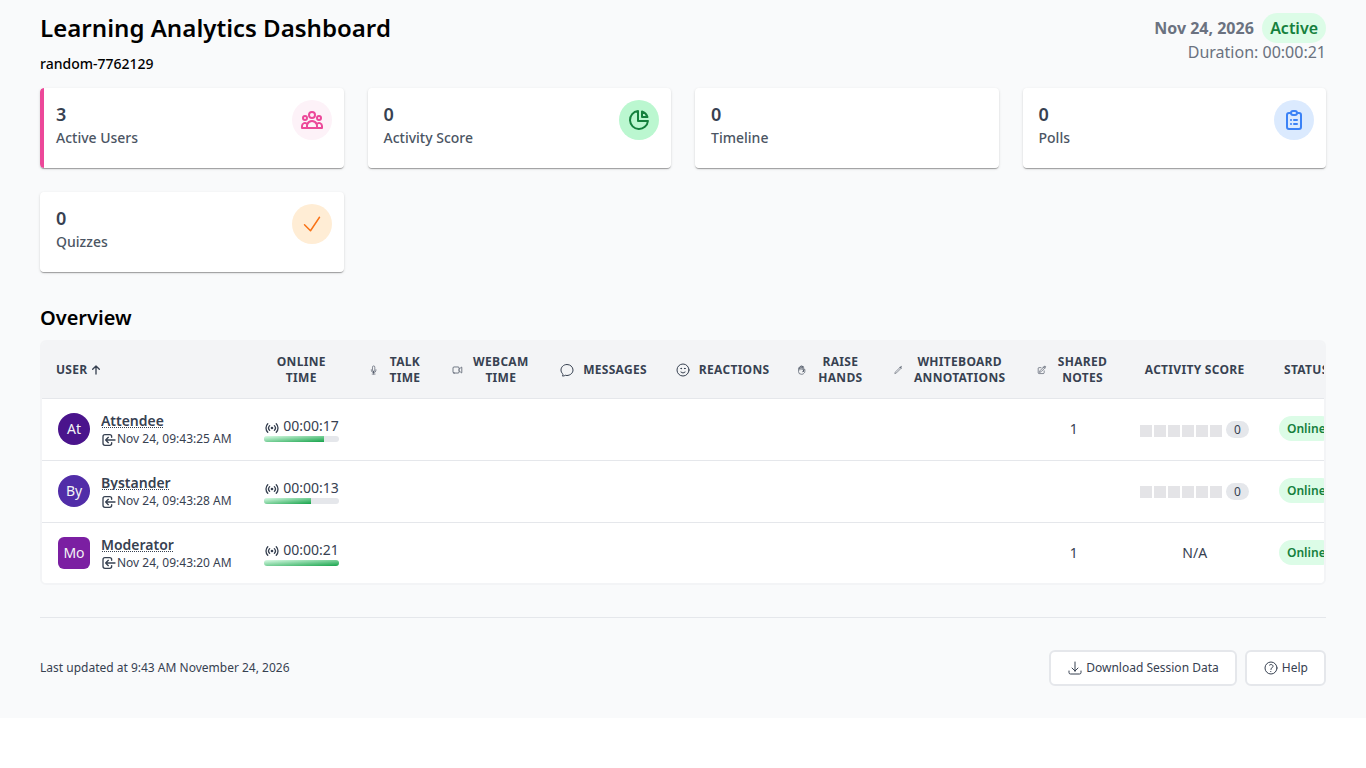 Learning Analytics Dashboard
Nov 24, 2026 Active
Duration: 00:00:21
random-7762129
3
Active Users
0
Activity Score
0
Timeline
0
Polls
0
Quizzes
Overview
USER ONLINE TIME TALK TIME WEBCAM TIME MESSAGES REACTIONS RAISE HANDS WHITEBOARD ANNOTATIONS SHARED NOTES ACTIVITY SCORE STATUS
At Attendee 00:00:17 1 0 Online
Nov 24, 09:43:25 AM
By Bystander 00:00:13 0 Online
Nov 24, 09:43:28 AM
Mo Moderator 00:00:21 1 N/A Online
Nov 24, 09:43:20 AM
Last updated at 9:43 AM November 24, 2026
Download Session Data
Help